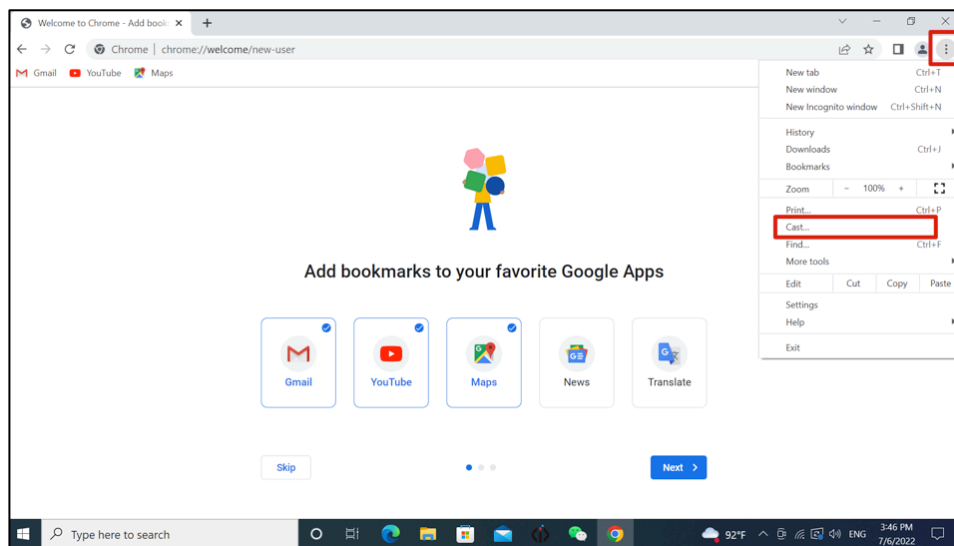 Welcome to Chrome - Add book
Chrome | chrome://welcome/new-user
Gmail YouTube Maps
New tab Ctrl+T
New window Ctrl+N
New Incognito window Ctrl+Shift+N
History
Downloads Ctrl+J
Bookmarks
Zoom - 100% +
Print... Ctrl+P
Cast...
Find... Ctrl+F
More tools
Edit Cut Copy Paste
Settings
Help
Exit
Add bookmarks to your favorite Google Apps
Gmail YouTube Maps News Translate
Skip Next
Type here to search 92°F ENG 3:46 PM
7/6/2022